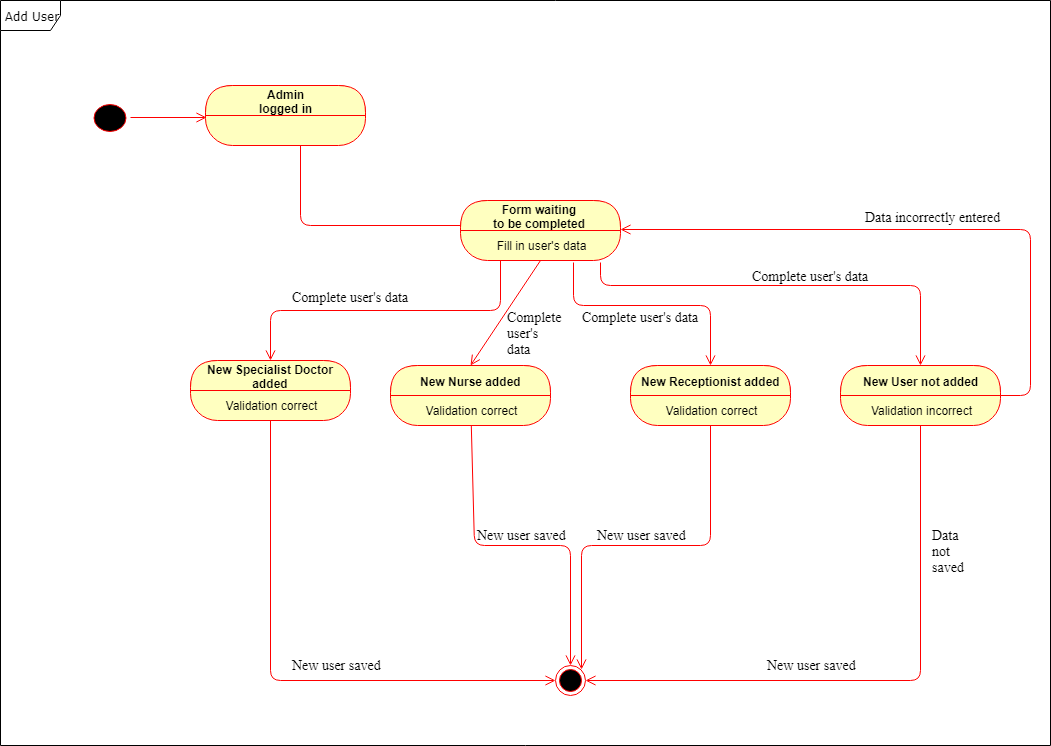 Add User
Admin
logged in
Form waiting
to be completed
Fill in user's data
Data incorrectly entered
Complete user's data
Complete
user's
data
Complete user's data
Complete user's data
New Specialist Doctor
added
Validation correct
New Nurse added
Validation correct
New Receptionist added
Validation correct
New User not added
Validation incorrect
New user saved
New user saved
Data
not
saved
New user saved
New user saved